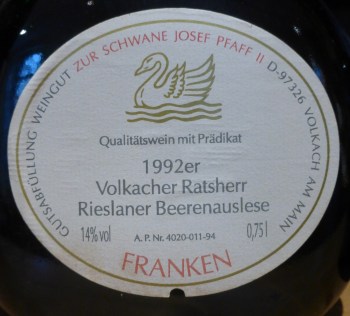 GUTSABFÜLLUNG WEINGUT ZUR SCHWANE JOSEF PFAFF II D-97326 VOLKACH AM MAIN
Qualitätswein mit Prädikat
1992er
Volkacher Ratsherr
Rieslaner Beerenauslese
14% vol A. P. Nr. 4020-011-94 0,75 l
FRANKEN